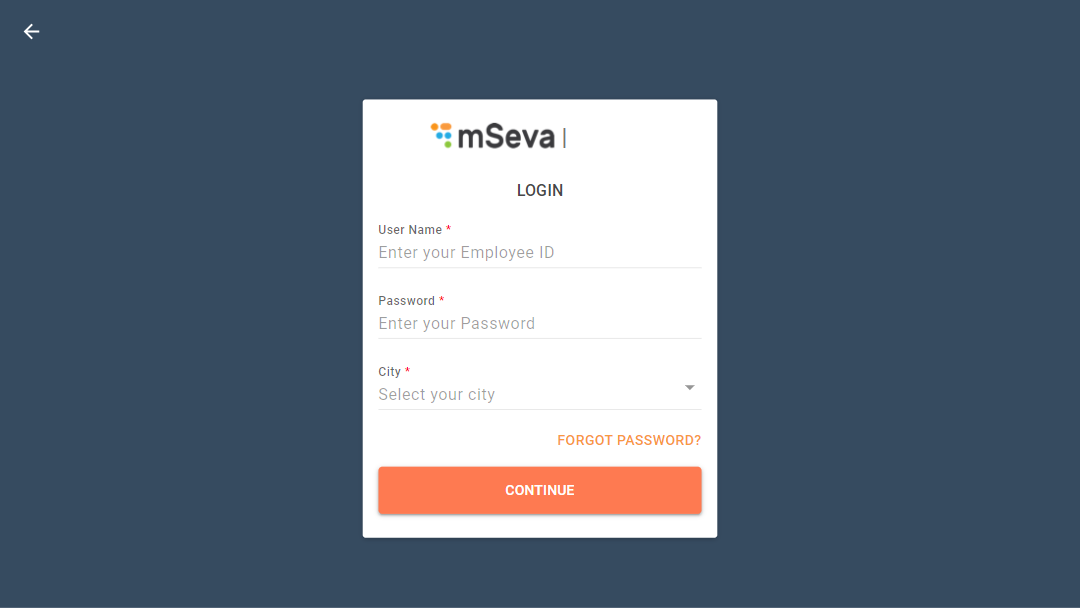 mSeva |
LOGIN
User Name *
Enter your Employee ID
Password *
Enter your Password
City *
Select your city
FORGOT PASSWORD?
CONTINUE